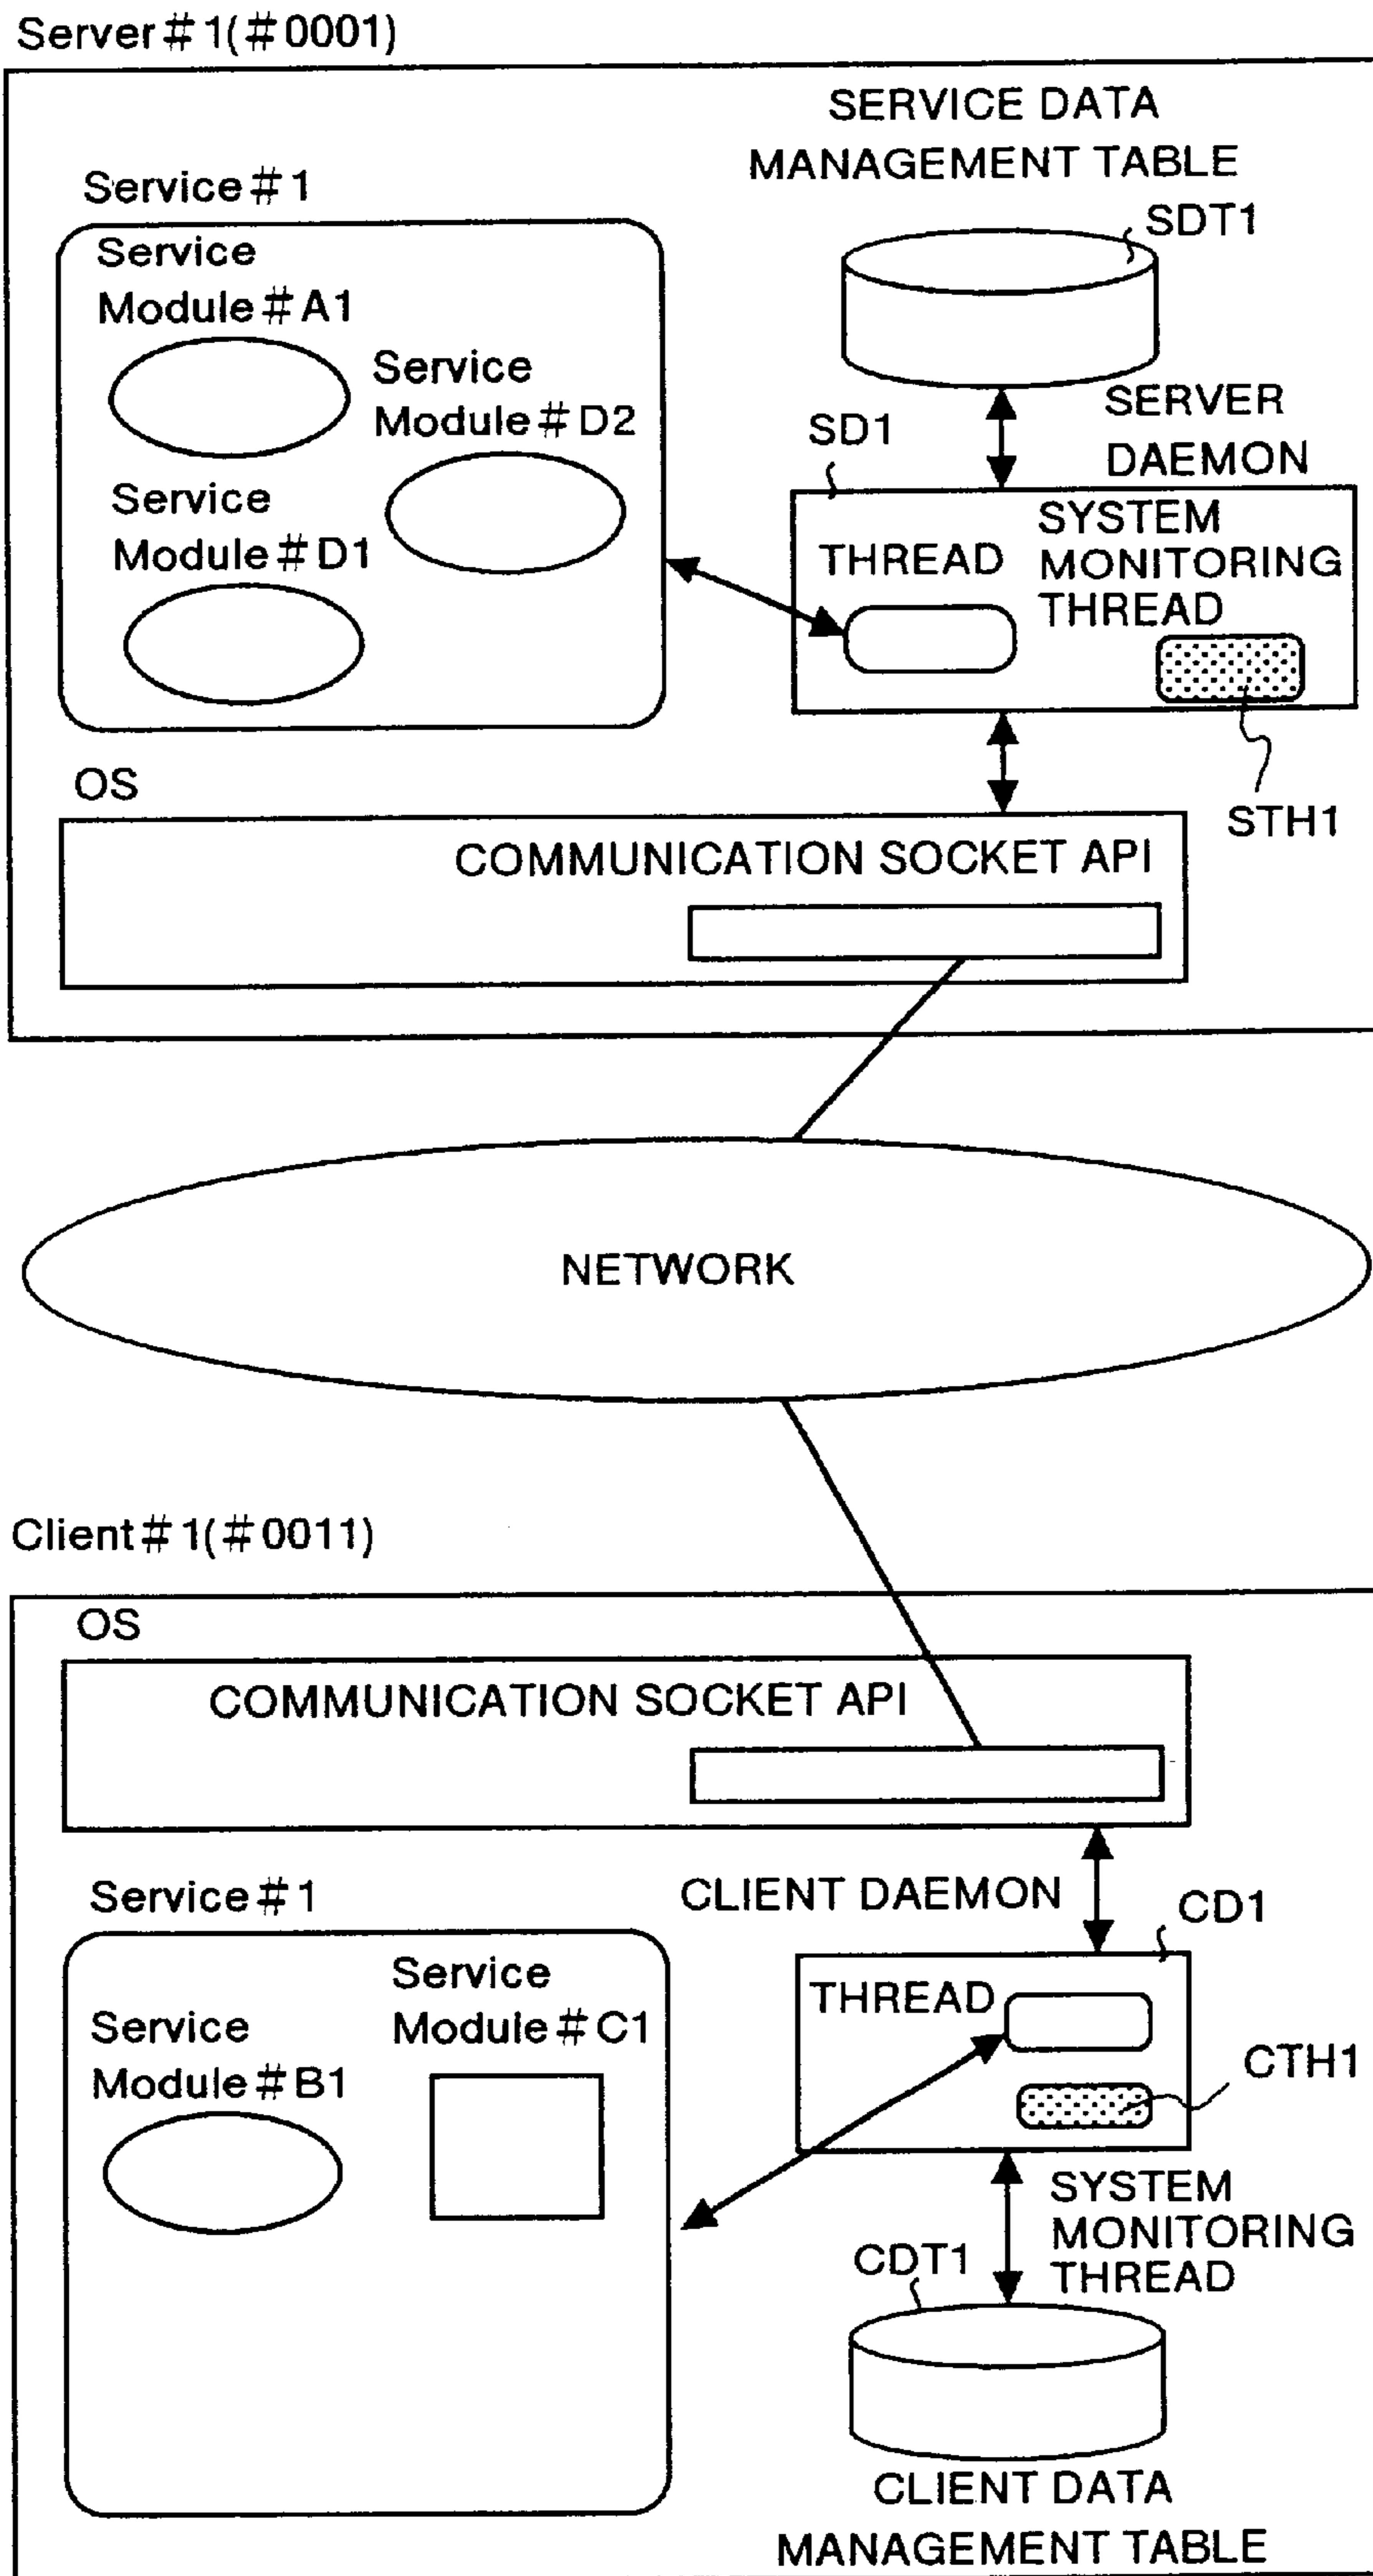 Server#1(#0001)
SERVICE DATA
MANAGEMENT TABLE
Service#1
SDT1
Service
Module#A1
Service
Module#D2
SERVER
DAEMON
SD1
Service
Module#D1
THREAD
SYSTEM
MONITORING
THREAD
STH1
OS
COMMUNICATION SOCKET API
NETWORK
Client#1(#0011)
OS
COMMUNICATION SOCKET API
Service#1
CLIENT DAEMON
CD1
Service
Module#C1
THREAD
Service
Module#B1
CTH1
SYSTEM
MONITORING
THREAD
CDT1
CLIENT DATA
MANAGEMENT TABLE